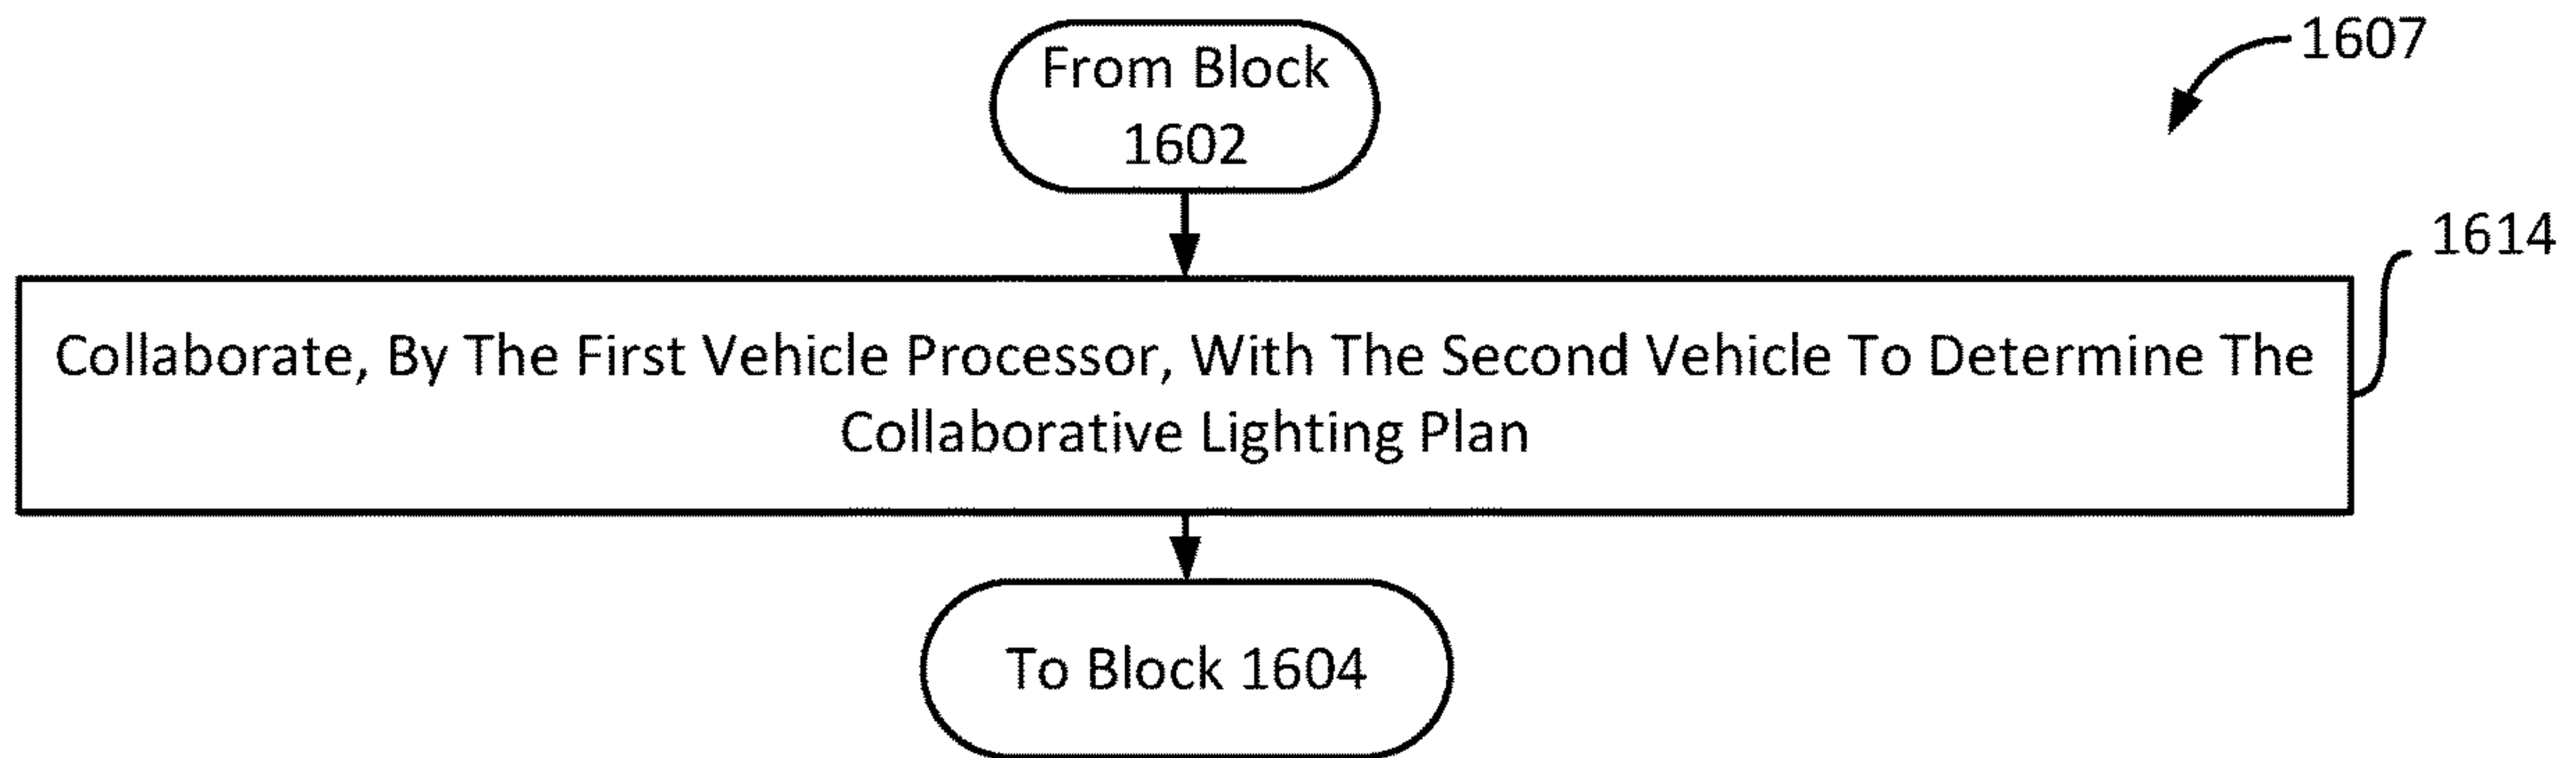 From Block
1602
1607
1614
Collaborate, By The First Vehicle Processor, With The Second Vehicle To Determine The
Collaborative Lighting Plan
To Block 1604